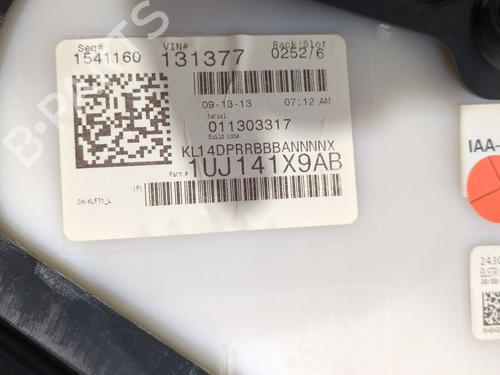 Seq# VIN# Rack/Slot
1541160 131377 0252/6
09-13-13 07:12 AM
Serial
011303317
Build Code
KL14DPRRBBBANNNNX
Part # 1UJ141X9AB
(P)
CH-KLFT1_L
IAA-
2430
B-PARTS